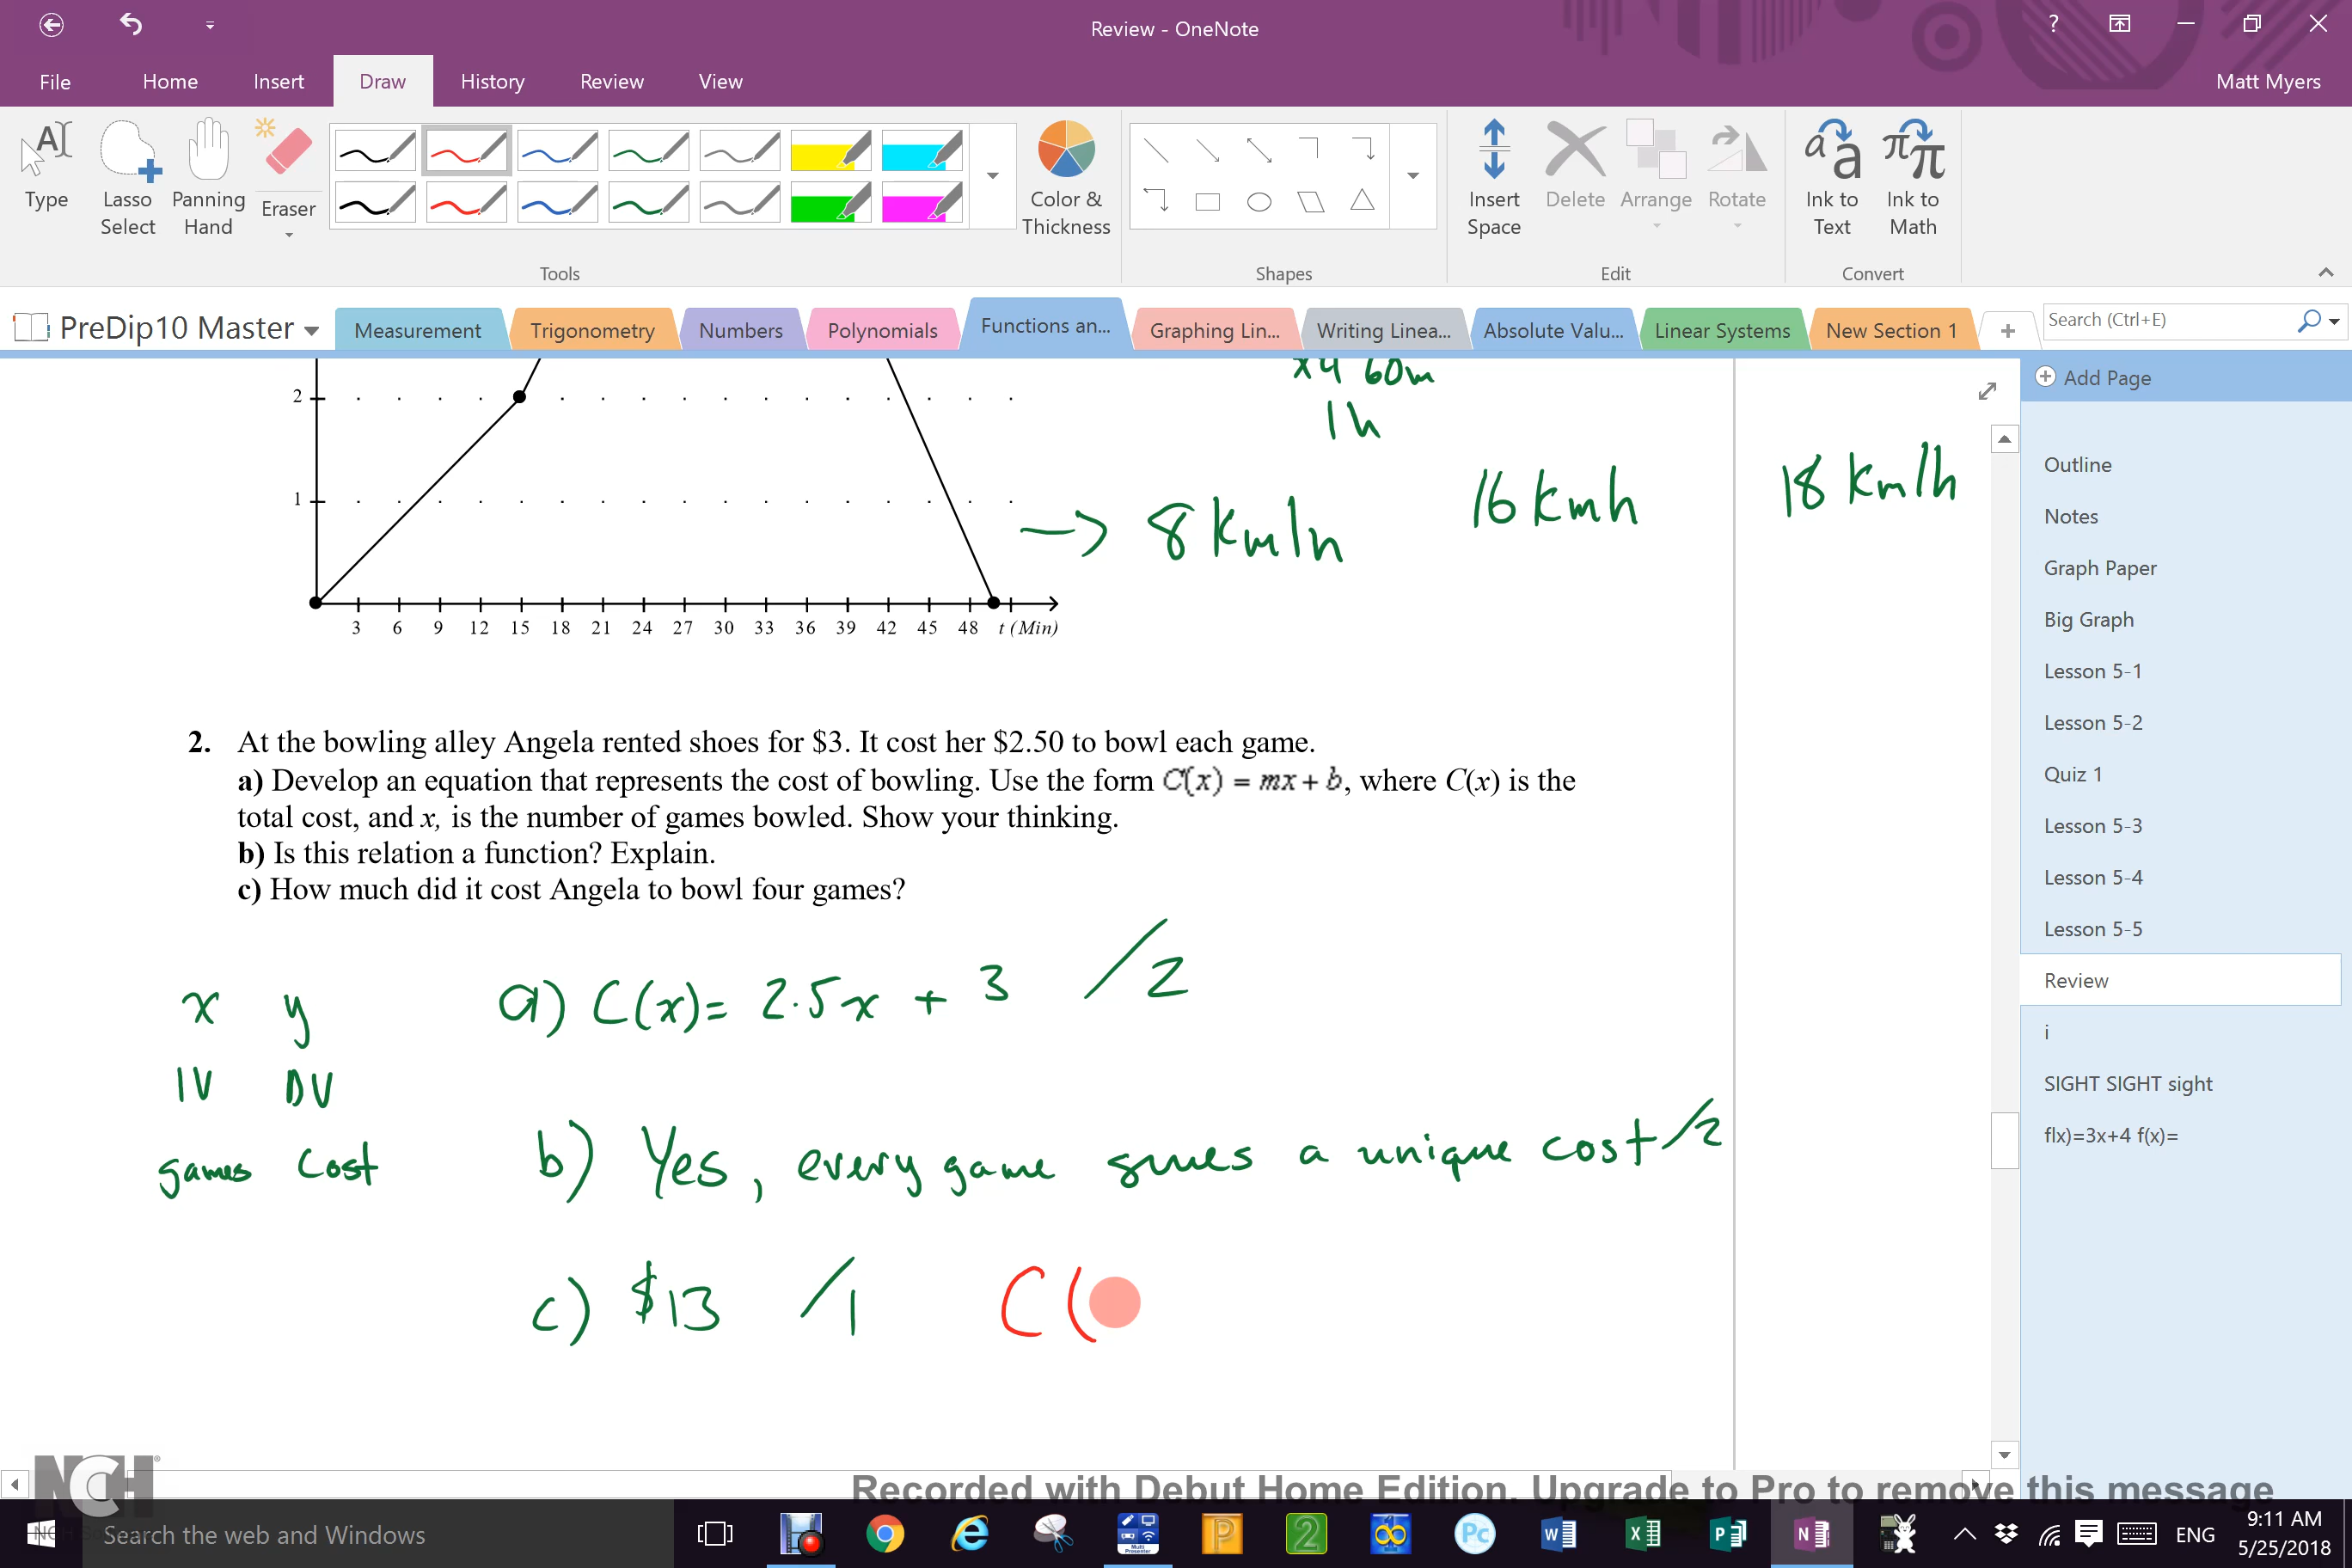 Review - OneNote
?
File Home Insert Draw History Review View Matt Myers
Type Lasso Select Panning Hand Eraser Color & Thickness Insert Space Delete Arrange Rotate Ink to Text Ink to Math
Tools Shapes Edit Convert
PreDip10 Master Measurement Trigonometry Numbers Polynomials Functions an... Graphing Lin... Writing Linea... Absolute Valu... Linear Systems New Section 1 + Search (Ctrl+E)
Add Page
Outline
Notes
Graph Paper
Big Graph
Lesson 5-1
Lesson 5-2
Quiz 1
Lesson 5-3
Lesson 5-4
Lesson 5-5
Review
i
SIGHT SIGHT sight
f(x)=3x+4 f(x)=
x4 60m
1h
2
1
→ 8 km/h 16 kmh 18 km/h
3 6 9 12 15 18 21 24 27 30 33 36 39 42 45 48 t (Min)
2. At the bowling alley Angela rented shoes for $3. It cost her $2.50 to bowl each game.
a) Develop an equation that represents the cost of bowling. Use the form C(x) = mx + b, where C(x) is the
total cost, and x, is the number of games bowled. Show your thinking.
b) Is this relation a function? Explain.
c) How much did it cost Angela to bowl four games?
x y a) C(x)= 2.5x + 3 /2
IV DV
games cost b) Yes, every game gives a unique cost /2
c) $13 /1 C(
NCH
Recorded with Debut Home Edition. Upgrade to Pro to remove this message
Search the web and Windows
ENG 9:11 AM
5/25/2018